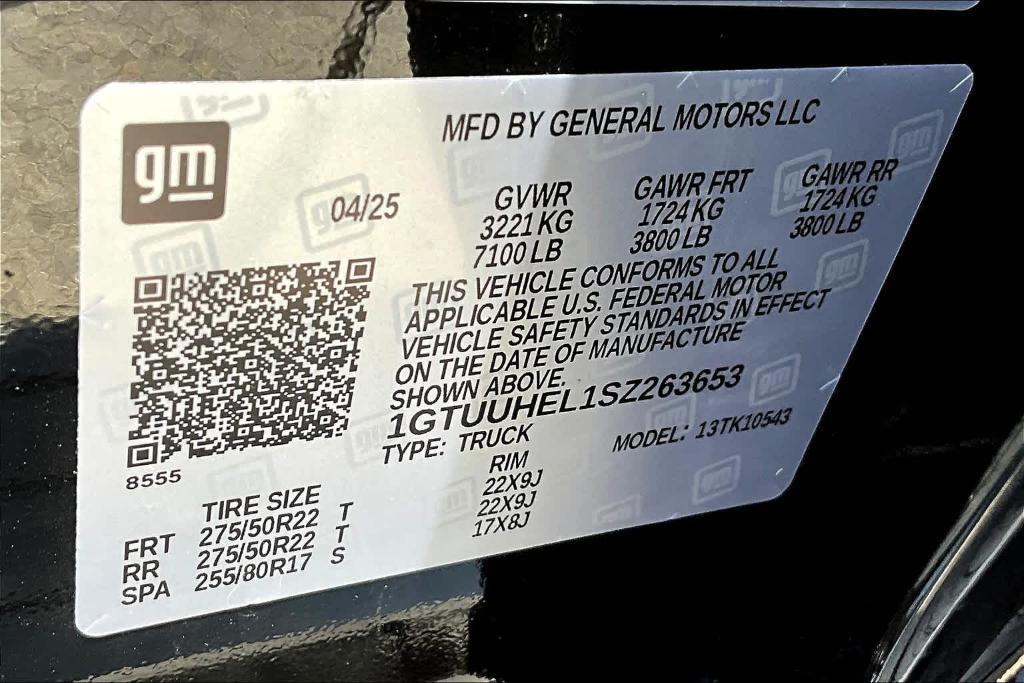 gm
MFD BY GENERAL MOTORS LLC
04/25
GVWR GAWR FRT GAWR RR
3221 KG 1724 KG 1724 KG
7100 LB 3800 LB 3800 LB
THIS VEHICLE CONFORMS TO ALL
APPLICABLE U.S. FEDERAL MOTOR
VEHICLE SAFETY STANDARDS IN EFFECT
ON THE DATE OF MANUFACTURE
SHOWN ABOVE.
1GTUUHEL1SZ263653
TYPE: TRUCK MODEL: 13TK10543
8555
TIRE SIZE RIM
FRT 275/50R22 T 22X9J
RR 275/50R22 T 22X9J
SPA 255/80R17 S 17X8J